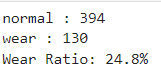 normal : 394
wear : 130
Wear Ratio: 24.8%